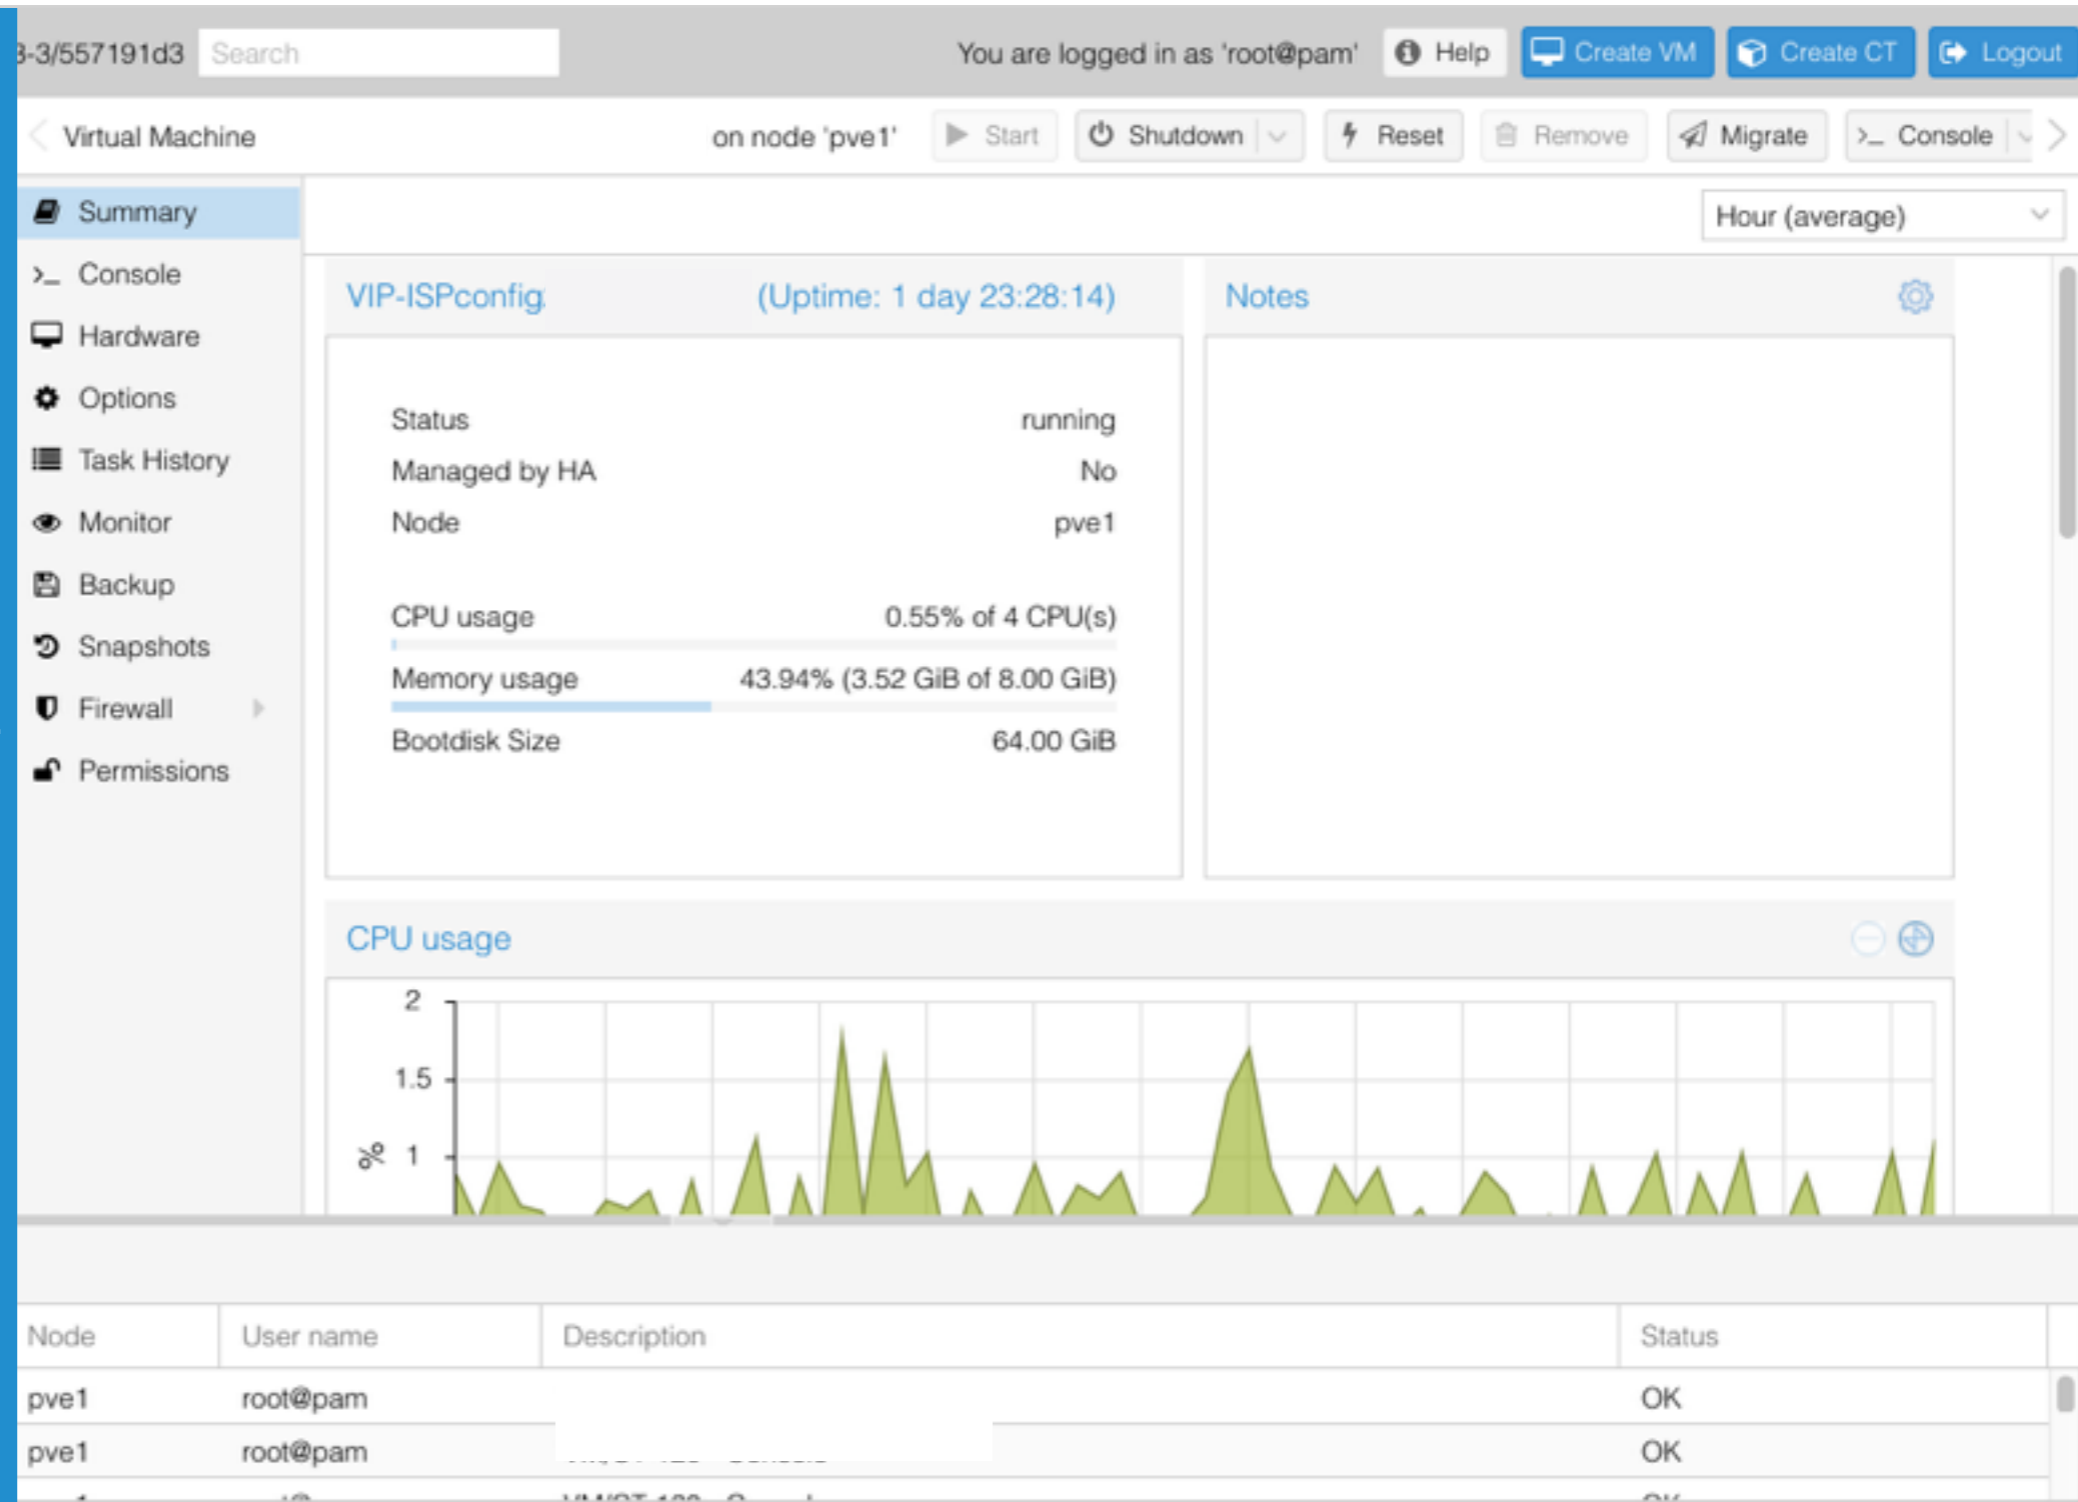 3-3/557191d3 Search You are logged in as 'root@pam' Help Create VM Create CT Logout
Virtual Machine on node 'pve1' Start Shutdown Reset Remove Migrate >_ Console
Summary
Hour (average)
>_ Console
VIP-ISPconfig (Uptime: 1 day 23:28:14)
Notes
Hardware
Options
Task History
Monitor
Backup
Snapshots
Firewall
Permissions
Status running
Managed by HA No
Node pve1
CPU usage 0.55% of 4 CPU(s)
Memory usage 43.94% (3.52 GiB of 8.00 GiB)
Bootdisk Size 64.00 GiB
CPU usage
2
1.5
% 1
Node User name Description Status
pve1 root@pam OK
pve1 root@pam OK